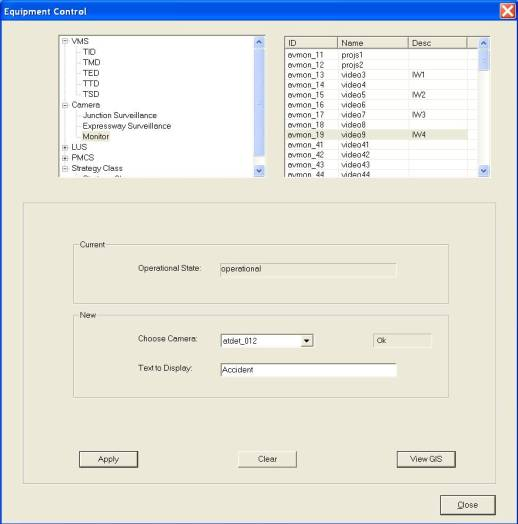 Equipment Control
VMS
TID
TMD
TED
TTD
TSD
Camera
Junction Surveillance
Expressway Surveillance
Monitor
LUS
PMCS
Strategy Class
ID Name Desc
avmon_11 projs1
avmon_12 projs2
avmon_13 video3 IW1
avmon_14 video4
avmon_15 video5 IW2
avmon_16 video6
avmon_17 video7 IW3
avmon_18 video8
avmon_19 video9 IW4
avmon_41 video41
avmon_42 video42
avmon_43 video43
avmon_44 video44
Current
Operational State: operational
New
Choose Camera: atdet_012 Ok
Text to Display: Accident
Apply Clear View GIS
Close